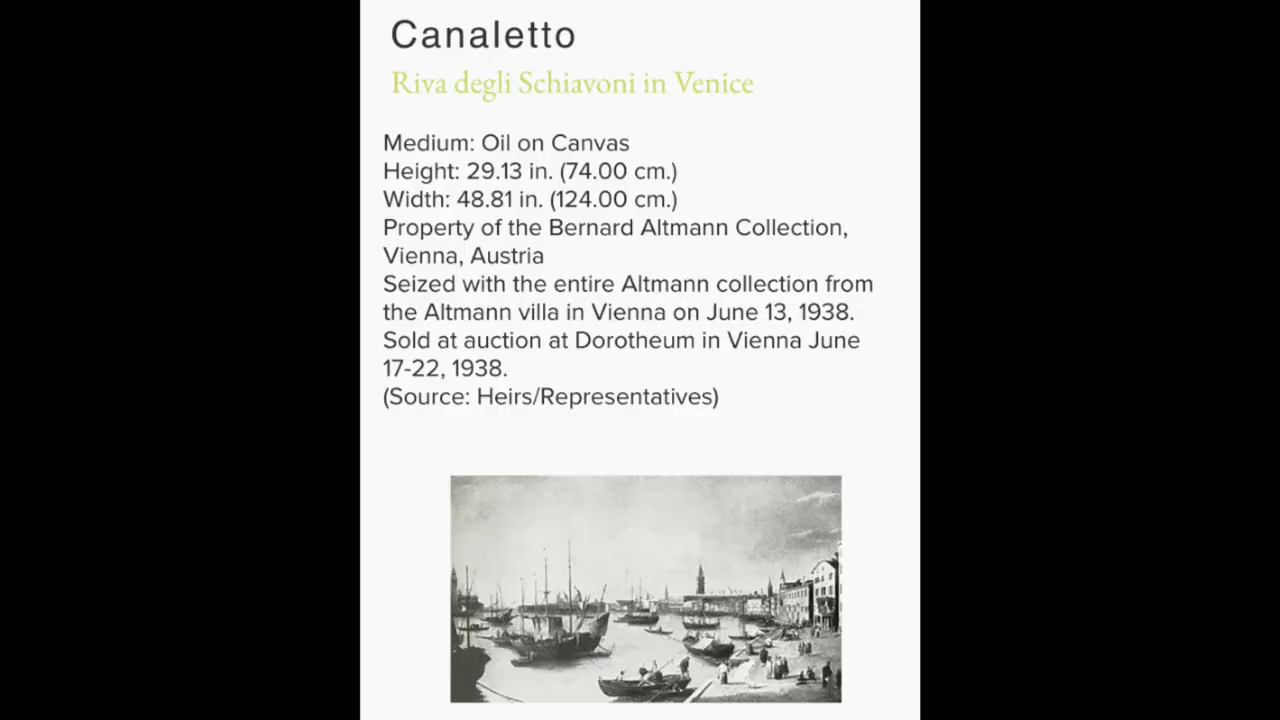 Canaletto
Riva degli Schiavoni in Venice
Medium: Oil on Canvas
Height: 29.13 in. (74.00 cm.)
Width: 48.81 in. (124.00 cm.)
Property of the Bernard Altmann Collection,
Vienna, Austria
Seized with the entire Altmann collection from
the Altmann villa in Vienna on June 13, 1938.
Sold at auction at Dorotheum in Vienna June
17-22, 1938.
(Source: Heirs/Representatives)